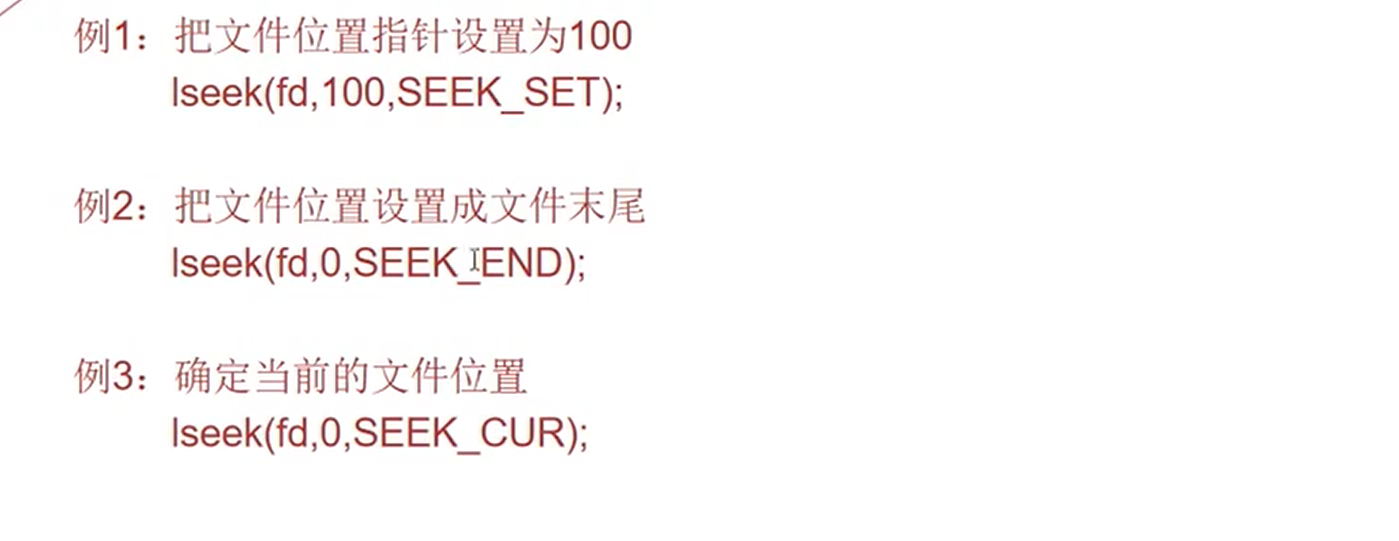 例1：把文件位置指针设置为100
lseek(fd,100,SEEK_SET);
例2：把文件位置设置成文件末尾
lseek(fd,0,SEEK_END);
例3：确定当前的文件位置
lseek(fd,0,SEEK_CUR);